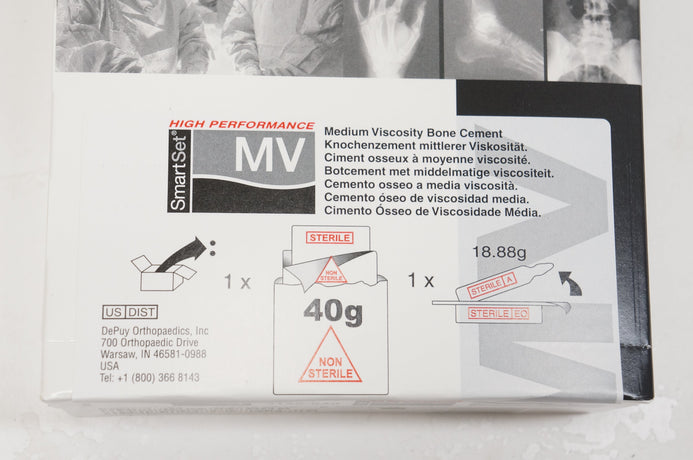 HIGH PERFORMANCE
SmartSet®
MV
Medium Viscosity Bone Cement
Knochenzement mittlerer Viskosität.
Ciment osseux à moyenne viscosité.
Botcement met middelmatige viscositeit.
Cemento osseo a media viscosità.
Cemento óseo de viscosidad media.
Cimento Ósseo de Viscosidade Média.
1 x
STERILE
NON
STERILE
40g
NON
STERILE
1 x
18.88g
STERILE A
STERILE EO
US DIST
DePuy Orthopaedics, Inc
700 Orthopaedic Drive
Warsaw, IN 46581-0988
USA
Tel: +1 (800) 366 8143